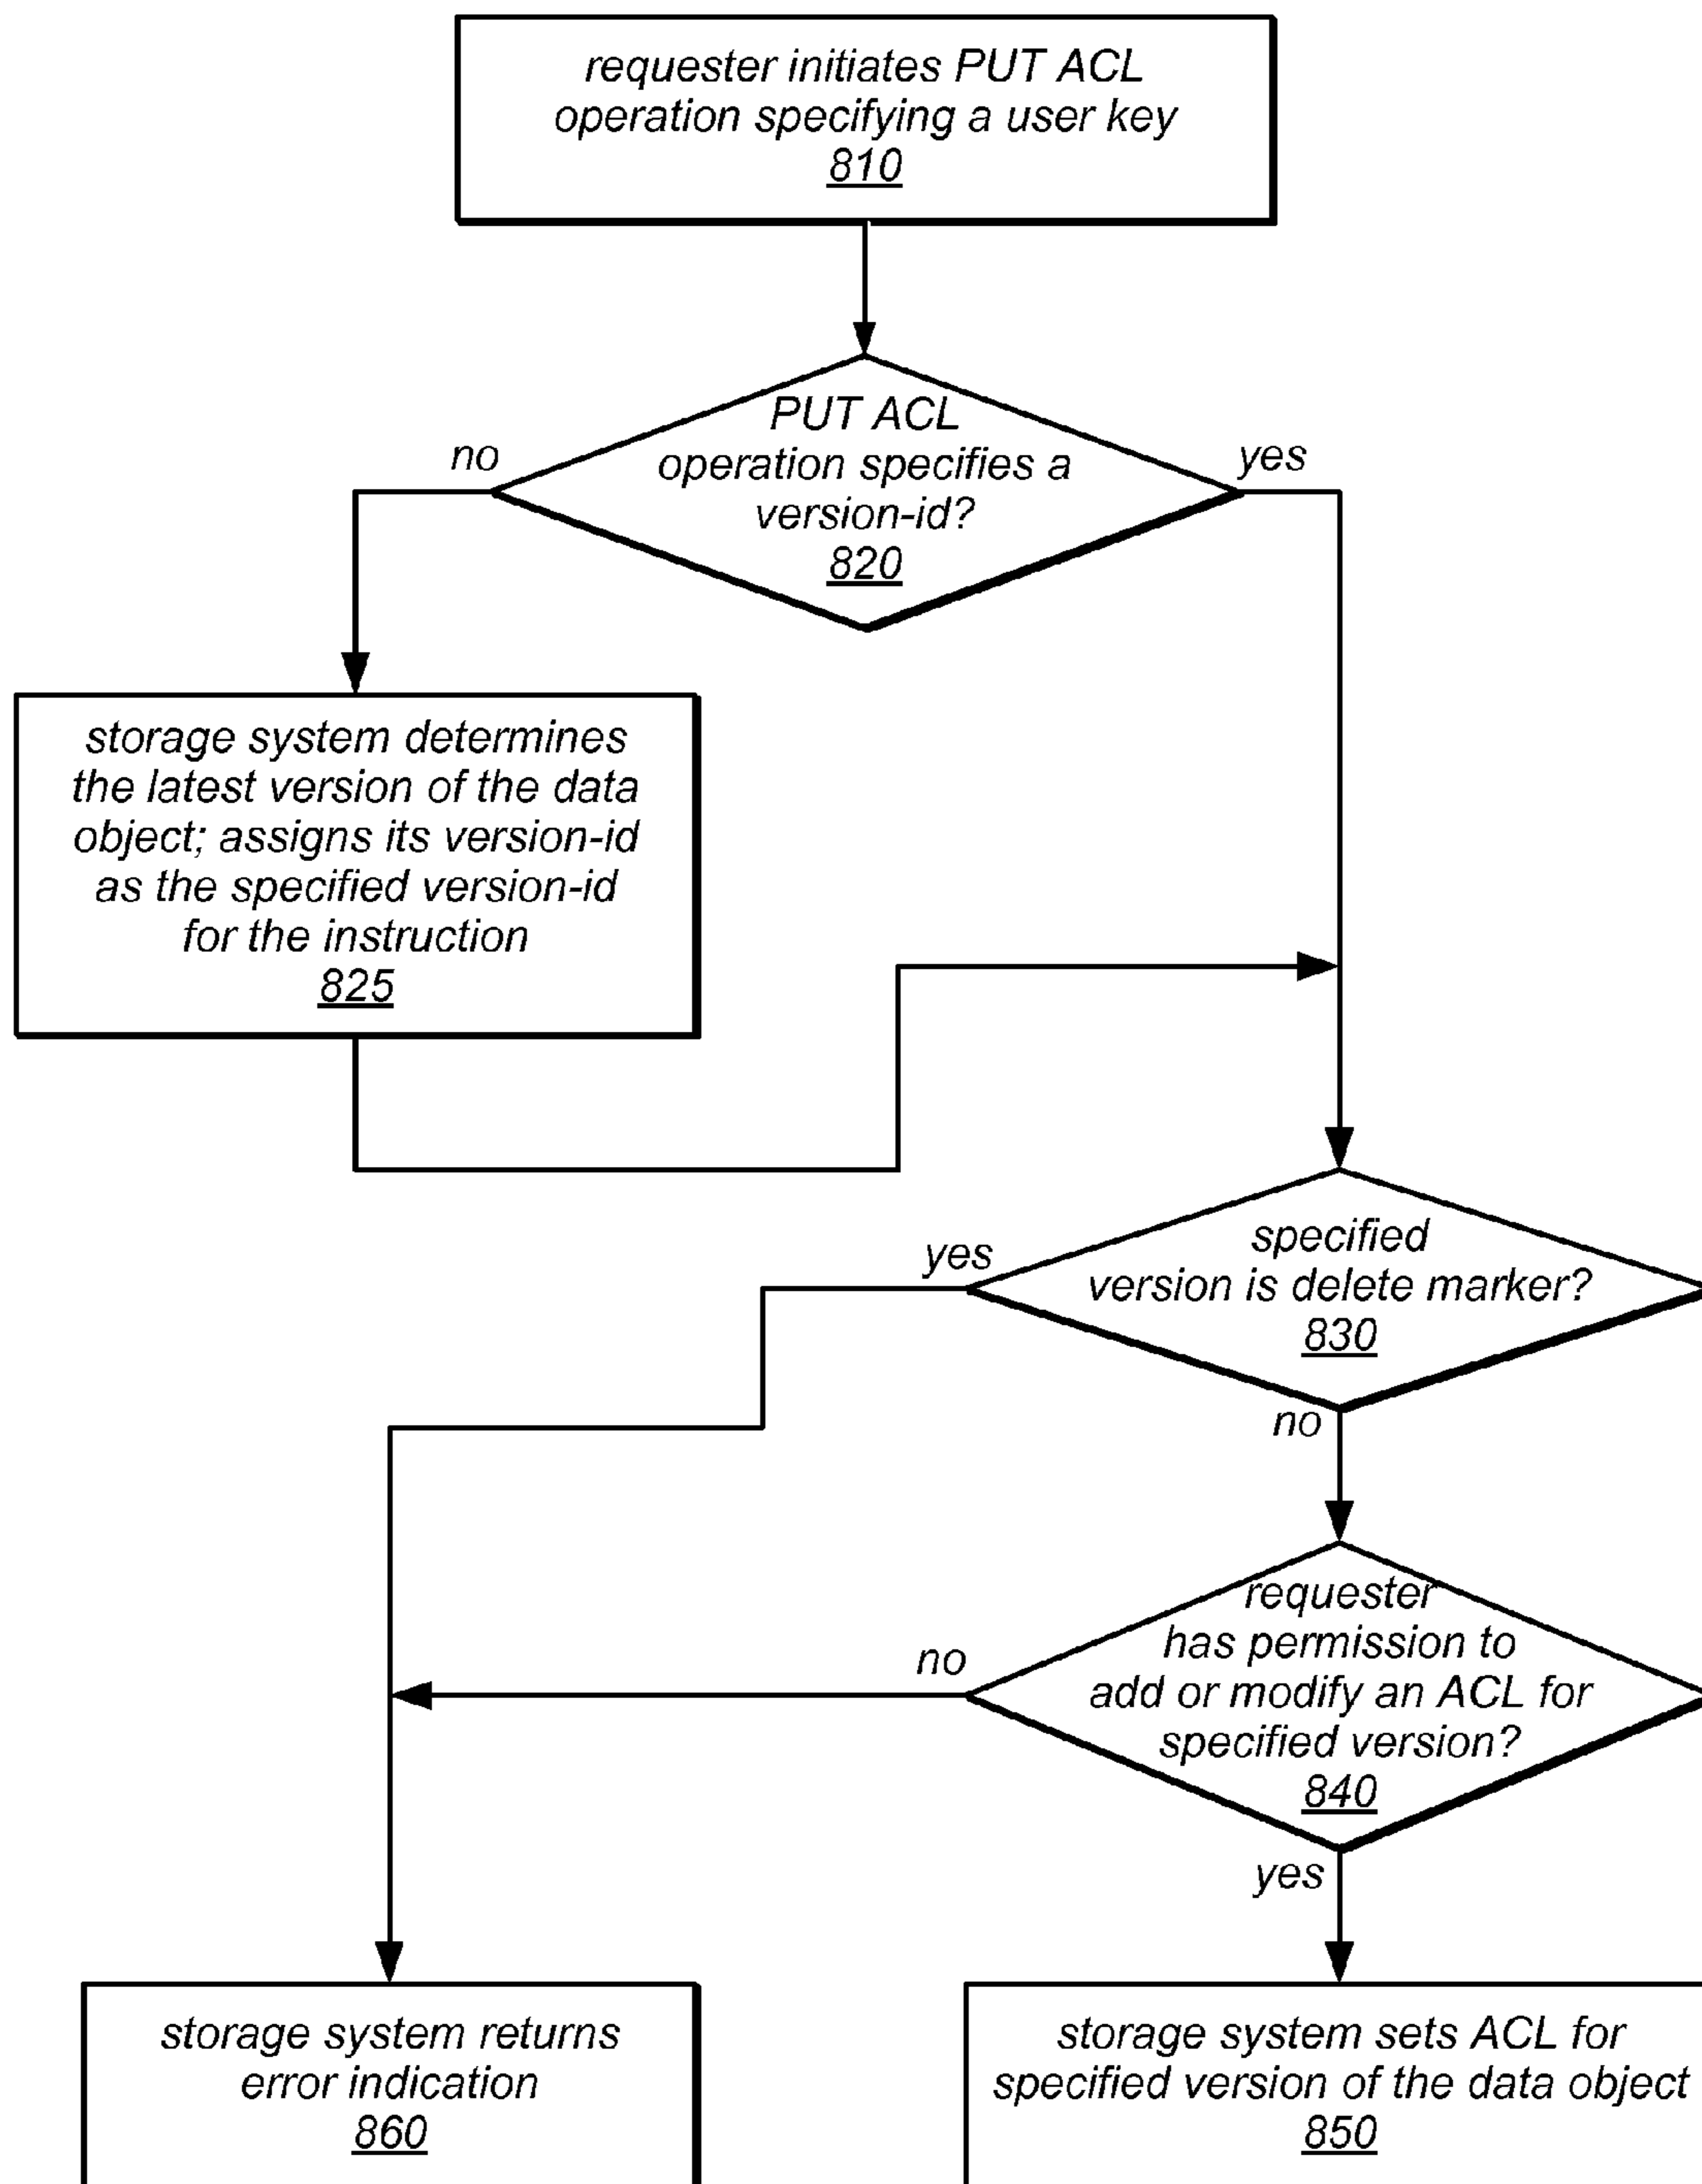 requester initiates PUT ACL
operation specifying a user key
810
PUT ACL
operation specifies a
version-id?
820
no
yes
storage system determines
the latest version of the data
object; assigns its version-id
as the specified version-id
for the instruction
825
specified
version is delete marker?
830
yes
no
requester
has permission to
add or modify an ACL for
specified version?
840
no
yes
storage system returns
error indication
860
storage system sets ACL for
specified version of the data object
850